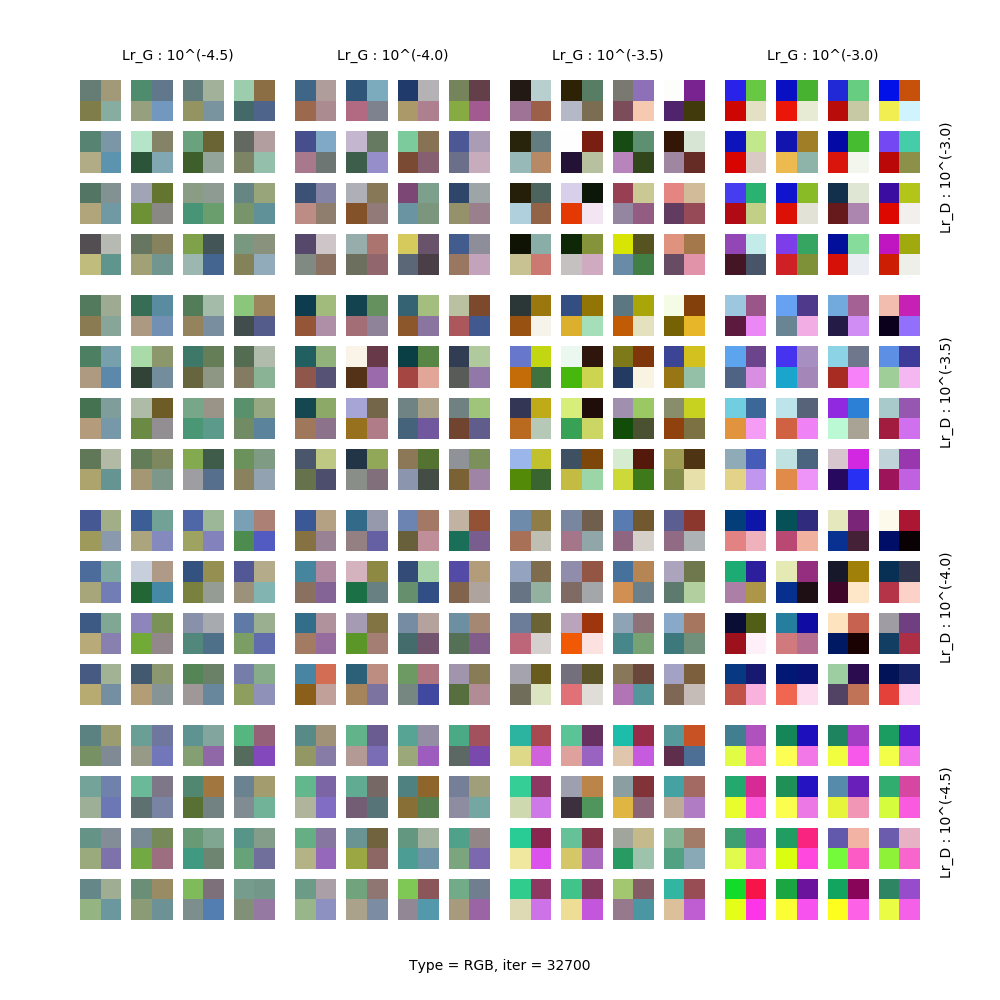 Lr_G : 10^(-4.5)
Lr_G : 10^(-4.0)
Lr_G : 10^(-3.5)
Lr_G : 10^(-3.0)
Lr_D : 10^(-3.0)
Lr_D : 10^(-3.5)
Lr_D : 10^(-4.0)
Lr_D : 10^(-4.5)
Type = RGB, iter = 32700